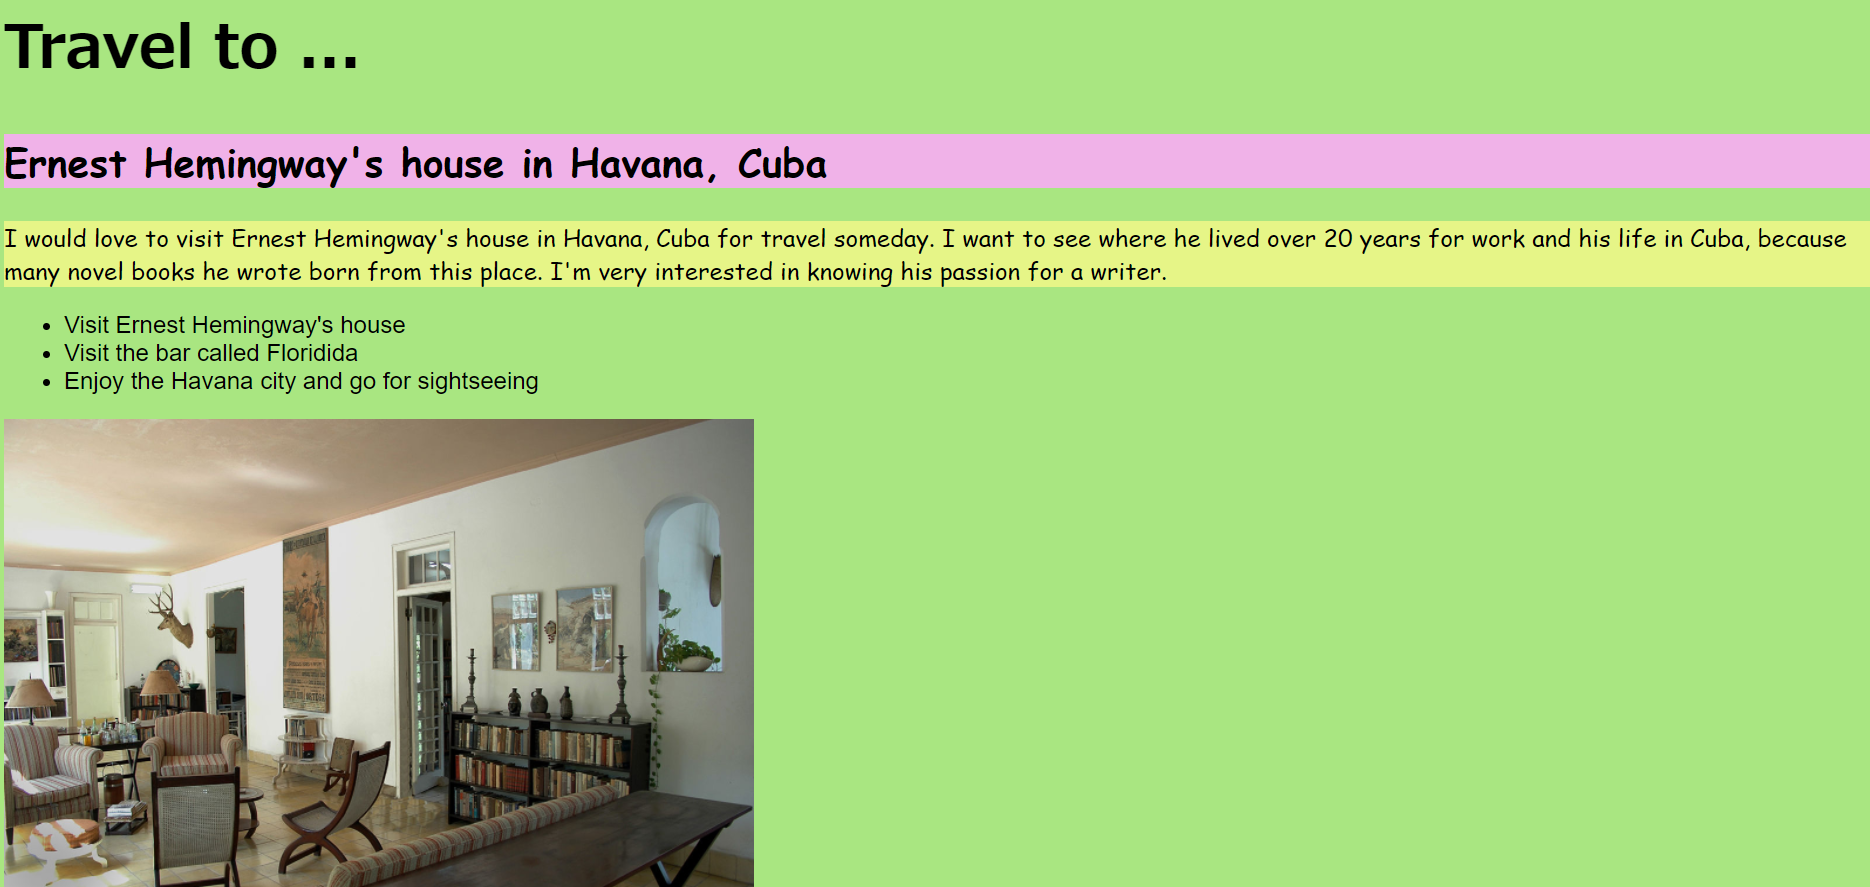 Travel to ...
Ernest Hemingway's house in Havana, Cuba
I would love to visit Ernest Hemingway's house in Havana, Cuba for travel someday. I want to see where he lived over 20 years for work and his life in Cuba, because
many novel books he wrote born from this place. I'm very interested in knowing his passion for a writer.
• Visit Ernest Hemingway's house
• Visit the bar called Floridida
• Enjoy the Havana city and go for sightseeing